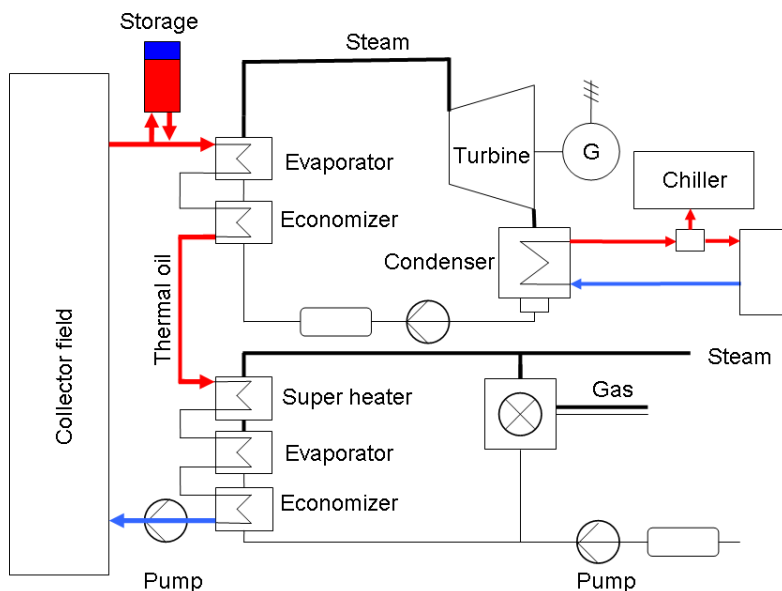 Storage
Steam
Evaporator
Turbine
G
Chiller
Economizer
Condenser
Thermal oil
Collector field
Steam
Super heater
Gas
Evaporator
Economizer
Pump
Pump